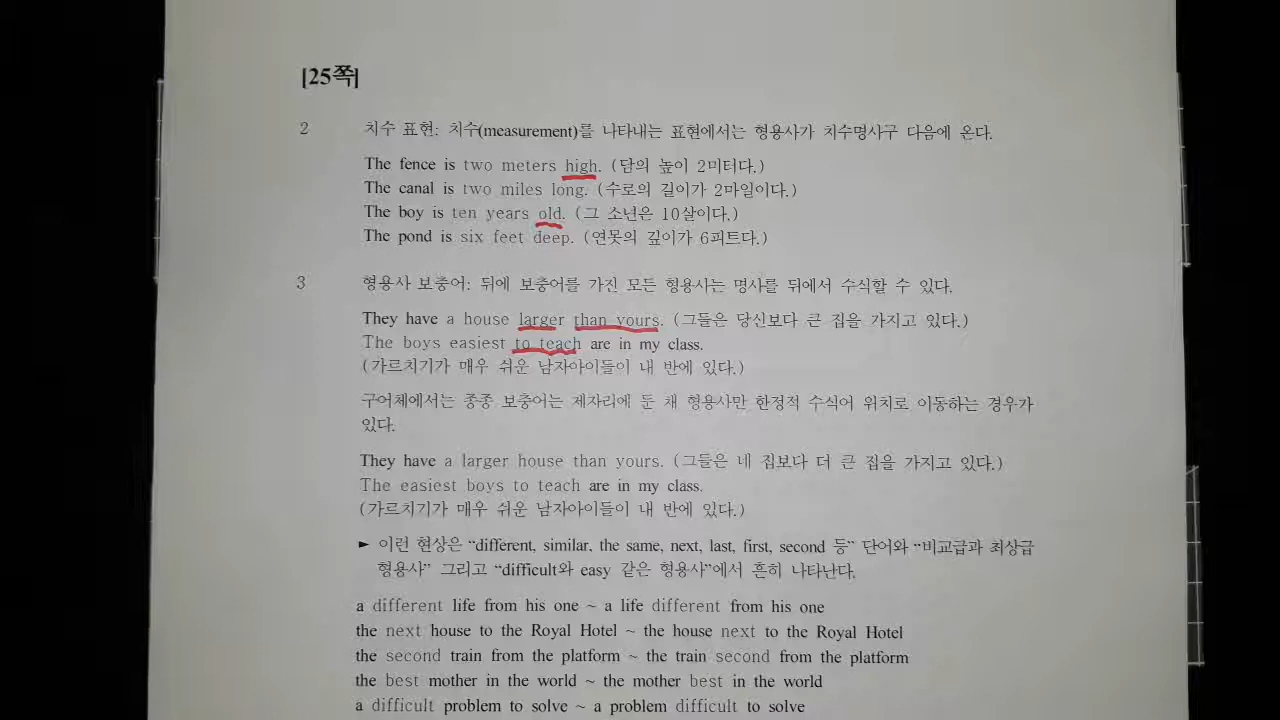 [25쪽]
2 치수 표현: 치수(measurement)를 나타내는 표현에서는 형용사가 치수명사구 다음에 온다.
The fence is two meters high. (담의 높이 2미터다.)
The canal is two miles long. (수로의 길이가 2마일이다.)
The boy is ten years old. (그 소년은 10살이다.)
The pond is six feet deep. (연못의 깊이가 6피트다.)
3 형용사 보충어: 뒤에 보충어를 가진 모든 형용사는 명사를 뒤에서 수식할 수 있다.
They have a house larger than yours. (그들은 당신보다 큰 집을 가지고 있다.)
The boys easiest to teach are in my class.
(가르치기가 매우 쉬운 남자아이들이 내 반에 있다.)
구어체에서는 종종 보충어는 제자리에 둔 채 형용사만 한정적 수식어 위치로 이동하는 경우가
있다.
They have a larger house than yours. (그들은 네 집보다 더 큰 집을 가지고 있다.)
The easiest boys to teach are in my class.
(가르치기가 매우 쉬운 남자아이들이 내 반에 있다.)
► 이런 현상은 “different, similar, the same, next, last, first, second 등” 단어와 “비교급과 최상급
형용사” 그리고 “difficult와 easy 같은 형용사”에서 흔히 나타난다.
a different life from his one ~ a life different from his one
the next house to the Royal Hotel ~ the house next to the Royal Hotel
the second train from the platform ~ the train second from the platform
the best mother in the world ~ the mother best in the world
a difficult problem to solve ~ a problem difficult to solve